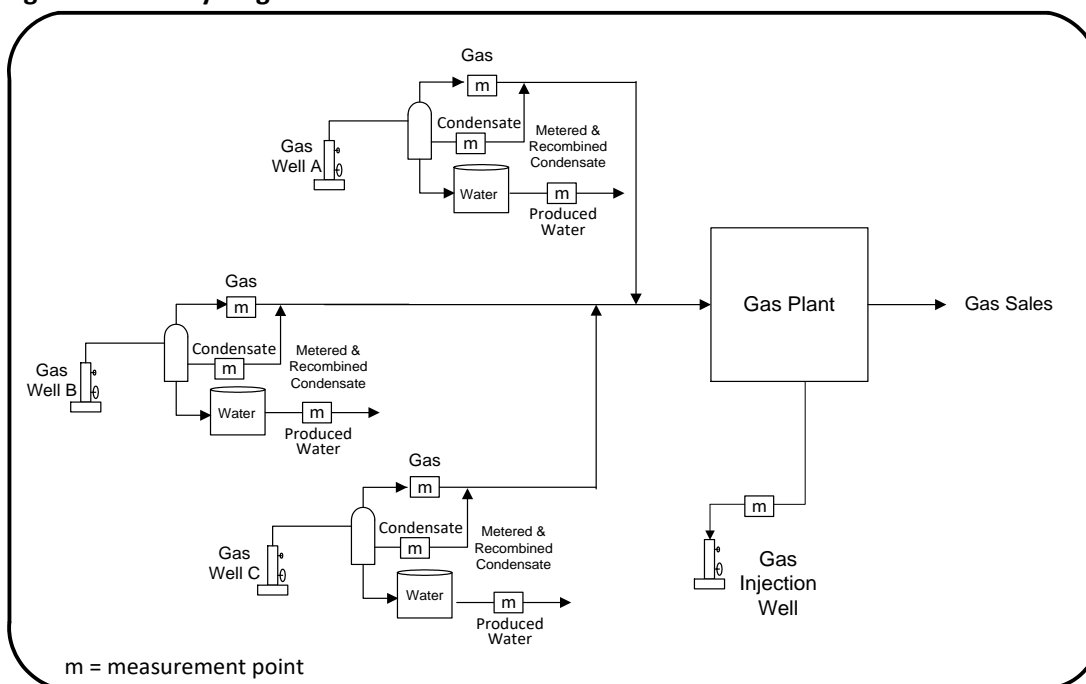 Gas
m
Condensate
m
Metered &
Recombined
Condensate
Gas
Well A
Water
m
Produced
Water
Gas
m
Condensate
m
Metered &
Recombined
Condensate
Gas
Well B
Water
m
Produced
Water
Gas Plant
Gas Sales
Gas
m
Condensate
m
Metered &
Recombined
Condensate
Gas
Well C
Water
m
Produced
Water
m
Gas
Injection
Well
m = measurement point